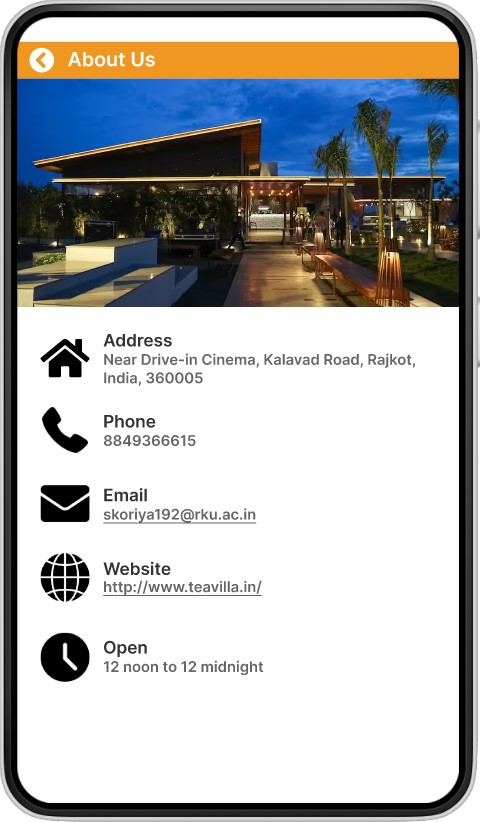 About Us
Address
Near Drive-in Cinema, Kalavad Road, Rajkot,
India, 360005
Phone
8849366615
Email
skoriya192@rku.ac.in
Website
http://www.teavilla.in/
Open
12 noon to 12 midnight